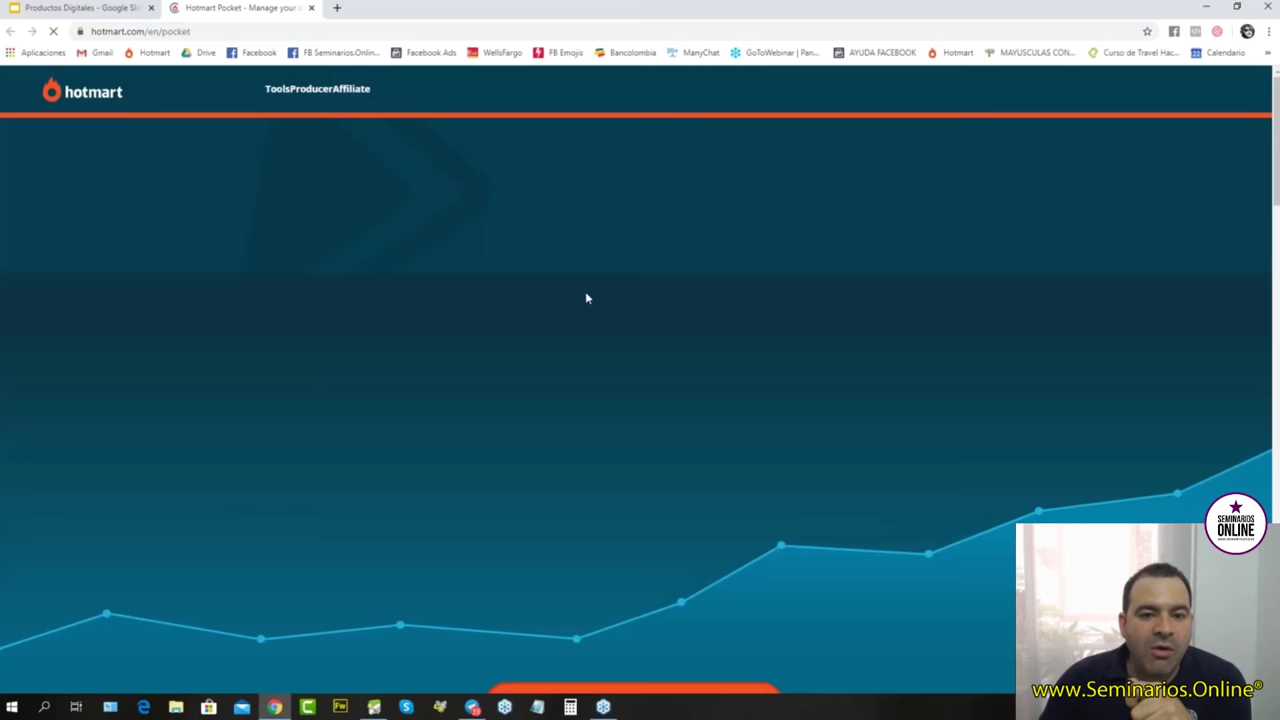 Productos Digitales - Google Sli
Hotmart Pocket - Manage your c
hotmart.com/en/pocket
Aplicaciones
Gmail
Hotmart
Drive
Facebook
FB Seminarios.Onlin...
Facebook Ads
WellsFargo
FB Emojis
Bancolombia
ManyChat
GoToWebinar | Pan...
AYUDA FACEBOOK
Hotmart
MAYUSCULAS CON...
Curso de Travel Hac...
Calendario
hotmart
ToolsProducerAffiliate
SEMINARIOS
ONLINE
www.Seminarios.Online®